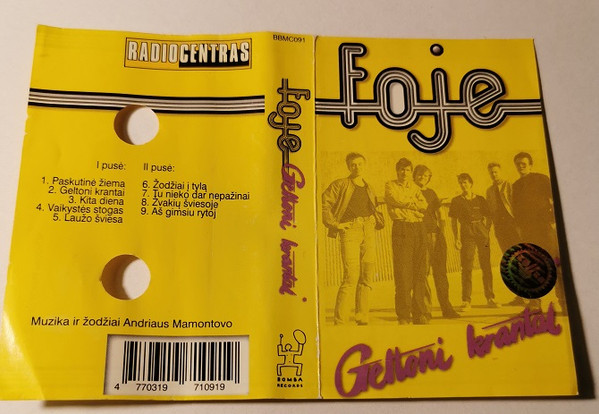 RADIOCENTRAS
I pusė:
1. Paskutinė žiema
2. Geltoni krantai
3. Kita diena
4. Vaikystės stogas
5. Laužo šviesa
II pusė:
6. Žodžiai į tylą
7. Tu nieko dar nepažinai
8. Žvakių šviesoje
9. Aš gimsiu rytoj
Muzika ir žodžiai Andriaus Mamontovo
4 770319 710919
BBMC091
foje
Geltoni krantai
BOMBA
RECORDS
foje
Geltoni krantai